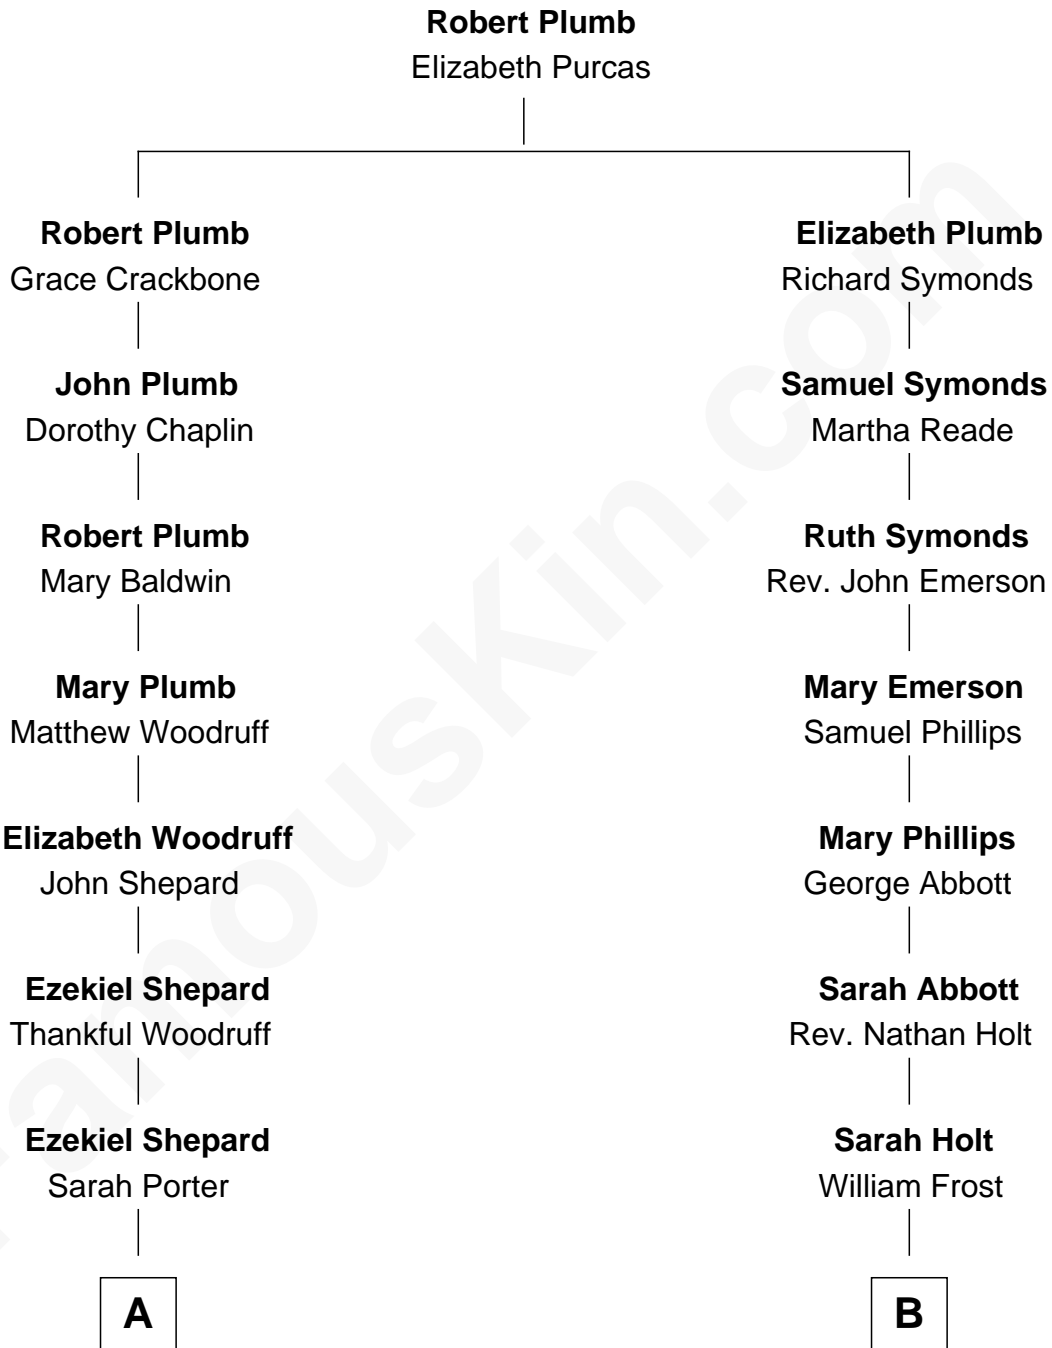 Robert Plumb
Elizabeth Purcas
Robert Plumb
Grace Crackbone
Elizabeth Plumb
Richard Symonds
John Plumb
Dorothy Chaplin
Samuel Symonds
Martha Reade
Robert Plumb
Mary Baldwin
Ruth Symonds
Rev. John Emerson
Mary Plumb
Matthew Woodruff
Mary Emerson
Samuel Phillips
Elizabeth Woodruff
John Shepard
Mary Phillips
George Abbott
Ezekiel Shepard
Thankful Woodruff
Sarah Abbott
Rev. Nathan Holt
Ezekiel Shepard
Sarah Porter
Sarah Holt
William Frost
A
B
FamousKin.com